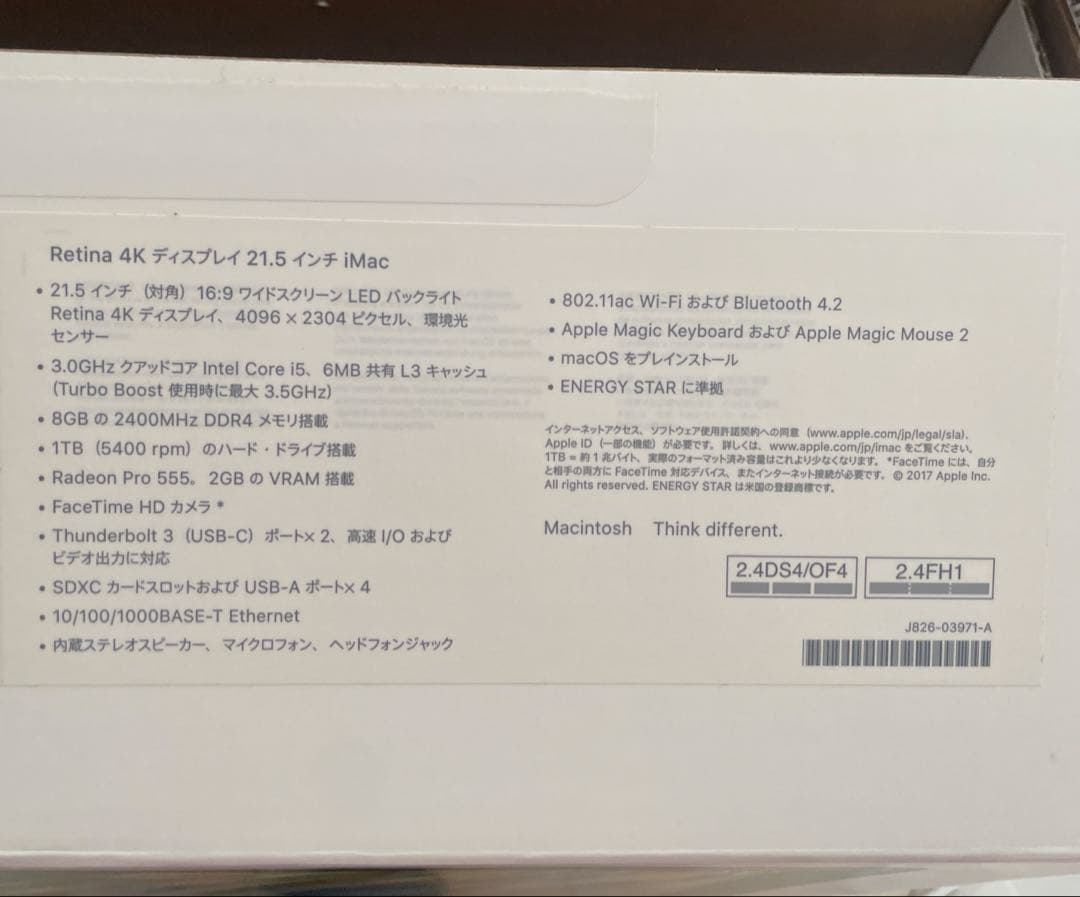 Retina 4K ディスプレイ 21.5 インチ iMac
• 21.5 インチ（対角）16:9 ワイドスクリーン LED バックライト
Retina 4K ディスプレイ、4096 × 2304 ピクセル、環境光
センサー
• 3.0GHz クアッドコア Intel Core i5、6MB 共有 L3 キャッシュ
(Turbo Boost 使用時に最大 3.5GHz)
• 8GB の 2400MHz DDR4 メモリ搭載
• 1TB（5400 rpm）のハード・ドライブ搭載
• Radeon Pro 555。2GB の VRAM 搭載
• FaceTime HD カメラ *
• Thunderbolt 3（USB-C）ポート× 2、高速 I/O および
ビデオ出力に対応
• SDXC カードスロットおよび USB-A ポート× 4
• 10/100/1000BASE-T Ethernet
• 内蔵ステレオスピーカー、マイクロフォン、ヘッドフォンジャック
• 802.11ac Wi-Fi および Bluetooth 4.2
• Apple Magic Keyboard および Apple Magic Mouse 2
• macOS をプレインストール
• ENERGY STAR に準拠
インターネットアクセス、ソフトウェア使用許諾契約への同意（www.apple.com/jp/legal/sla)、
Apple ID（一部の機能）が必要です。詳しくは、www.apple.com/jp/imac をご覧ください。
1TB = 約 1 兆バイト、実際のフォーマット済み容量はこれより少なくなります。*FaceTime には、自分
と相手の両方に FaceTime 対応デバイス、またインターネット接続が必要です。© 2017 Apple Inc.
All rights reserved. ENERGY STAR は米国の登録商標です。
Macintosh Think different.
2.4DS4/OF4 2.4FH1
J826-03971-A